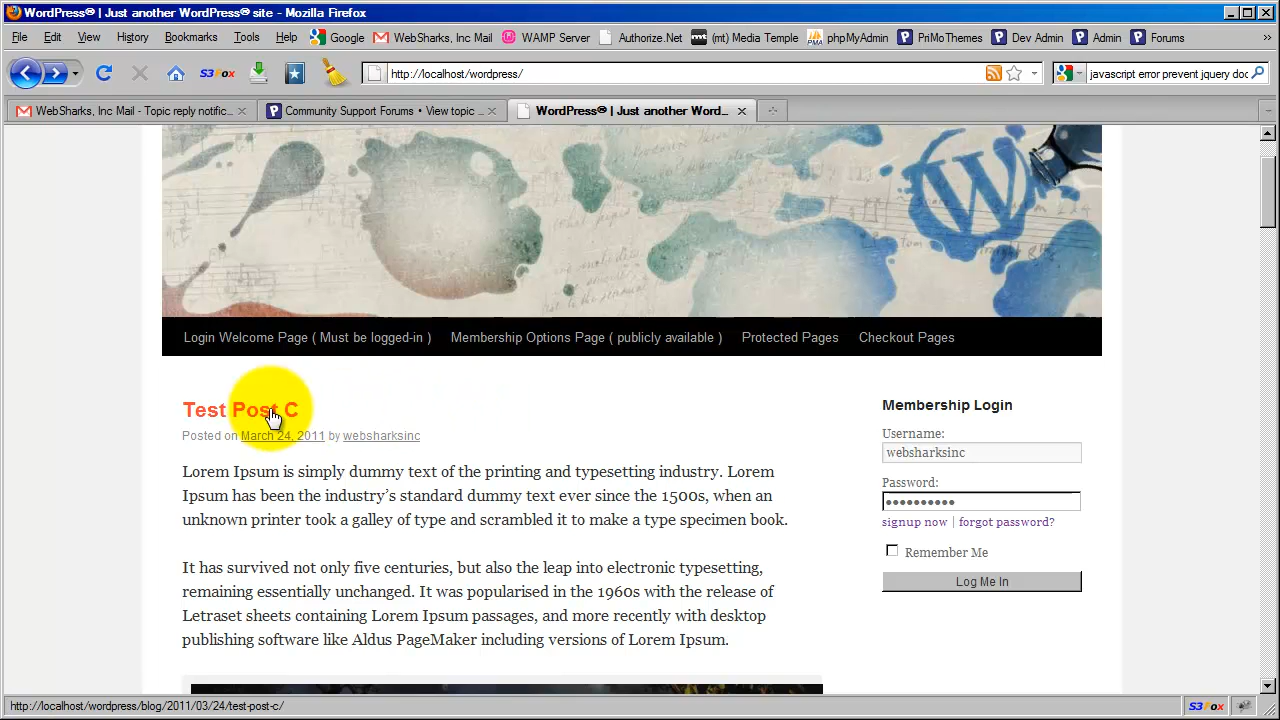 WordPress® | Just another WordPress® site - Mozilla Firefox
File Edit View History Bookmarks Tools Help Google WebSharks, Inc Mail WAMP Server Authorize.Net (mt) Media Temple phpMyAdmin PriMoThemes Dev Admin Admin Forums »
S3Fox http://localhost/wordpress/ javascript error prevent jquery doc
WebSharks, Inc Mail - Topic reply notific... Community Support Forums • View topic ... WordPress® | Just another Word...
W
Login Welcome Page ( Must be logged-in ) Membership Options Page ( publicly available ) Protected Pages Checkout Pages
Test Post C
Posted on March 24, 2011 by websharksinc
Lorem Ipsum is simply dummy text of the printing and typesetting industry. Lorem
Ipsum has been the industry's standard dummy text ever since the 1500s, when an
unknown printer took a galley of type and scrambled it to make a type specimen book.
It has survived not only five centuries, but also the leap into electronic typesetting,
remaining essentially unchanged. It was popularised in the 1960s with the release of
Letraset sheets containing Lorem Ipsum passages, and more recently with desktop
publishing software like Aldus PageMaker including versions of Lorem Ipsum.
Membership Login
Username:
websharksinc
Password:
••••••••••
signup now | forgot password?
Remember Me
Log Me In
http://localhost/wordpress/blog/2011/03/24/test-post-c/ S3Fox